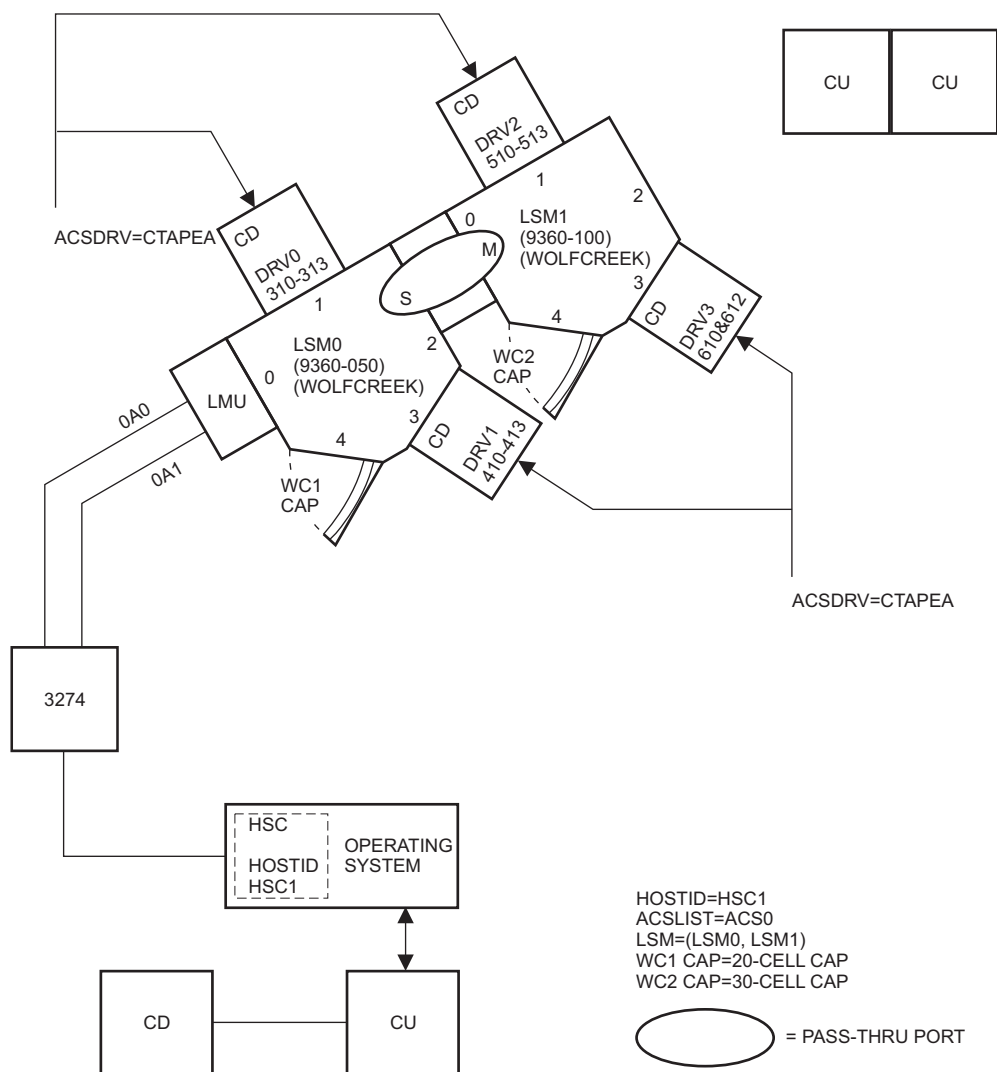 CU
CU
CD
DRV2
510-513
1
2
0
LSM1
(9360-100)
(WOLFCREEK)
M
3
4
CD
DRV3
610&612
ACSDRV=CTAPEA
CD
DRV0
310-313
1
S
LSM0
(9360-050)
(WOLFCREEK)
2
0
3
4
WC2
CAP
LMU
CD
DRV1
410-413
0A0
0A1
WC1
CAP
ACSDRV=CTAPEA
3274
HSC
HOSTID
HSC1
OPERATING
SYSTEM
CD
CU
HOSTID=HSC1
ACSLIST=ACS0
LSM=(LSM0, LSM1)
WC1 CAP=20-CELL CAP
WC2 CAP=30-CELL CAP
= PASS-THRU PORT